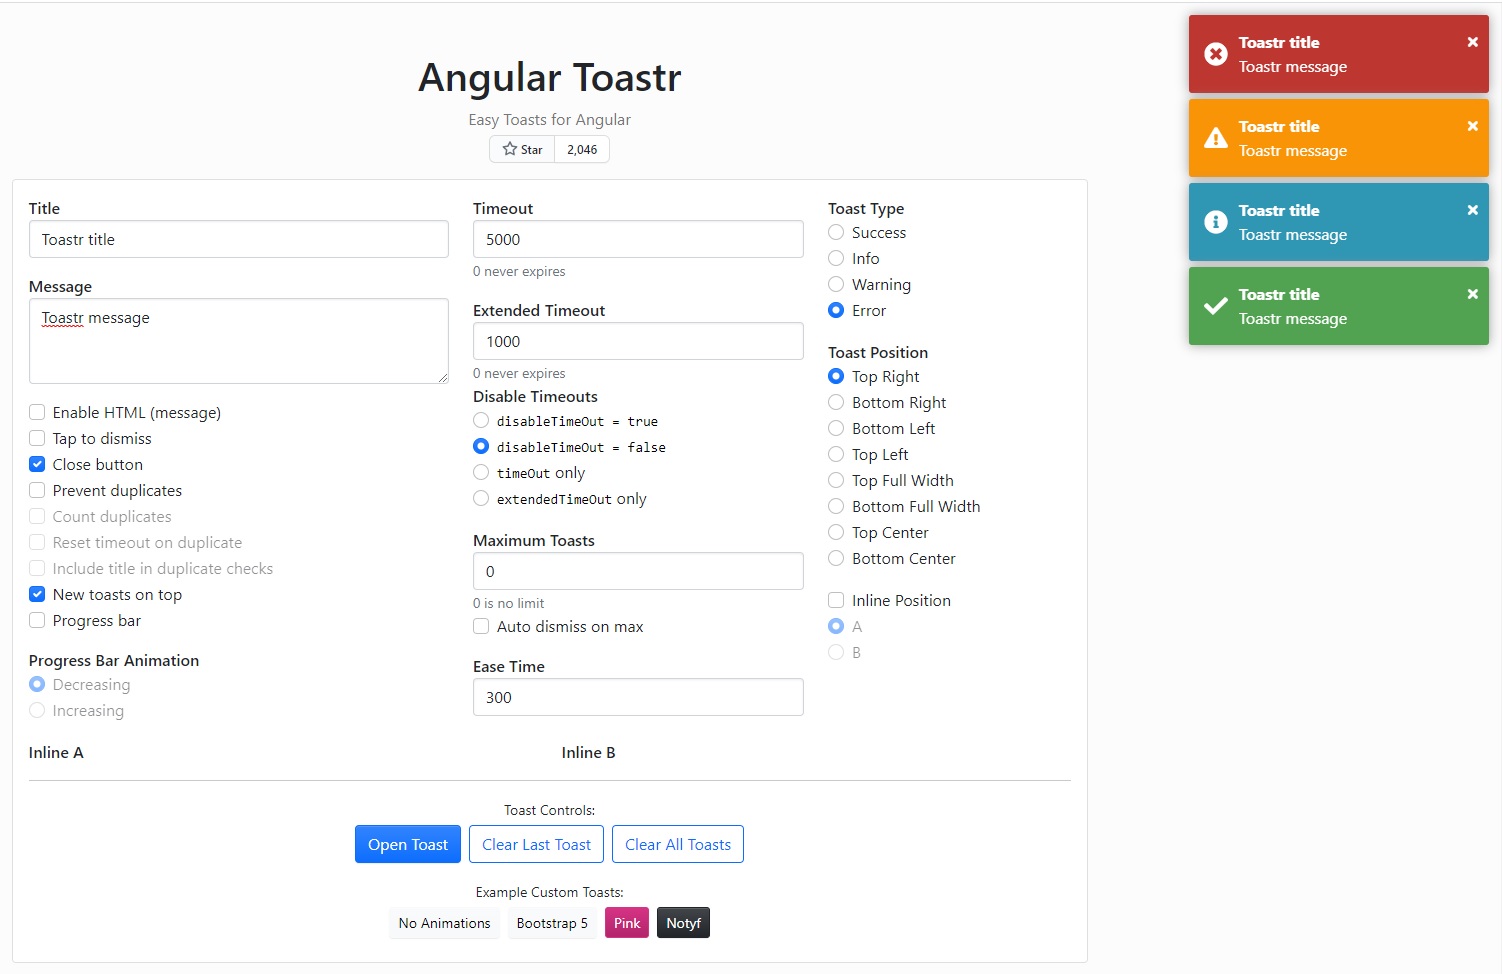 Angular Toastr
Easy Toasts for Angular
Star 2,046
Title
Toastr title
Message
Toastr message
Enable HTML (message)
Tap to dismiss
Close button
Prevent duplicates
Count duplicates
Reset timeout on duplicate
Include title in duplicate checks
New toasts on top
Progress bar
Progress Bar Animation
Decreasing
Increasing
Timeout
5000
0 never expires
Extended Timeout
1000
0 never expires
Disable Timeouts
disableTimeOut = true
disableTimeOut = false
timeOut only
extendedTimeOut only
Maximum Toasts
0
0 is no limit
Auto dismiss on max
Ease Time
300
Toast Type
Success
Info
Warning
Error
Toast Position
Top Right
Bottom Right
Bottom Left
Top Left
Top Full Width
Bottom Full Width
Top Center
Bottom Center
Inline Position
A
B
Inline A
Inline B
Toast Controls:
Open Toast Clear Last Toast Clear All Toasts
Example Custom Toasts:
No Animations Bootstrap 5 Pink Notyf
Toastr title
Toastr message
Toastr title
Toastr message
Toastr title
Toastr message
Toastr title
Toastr message